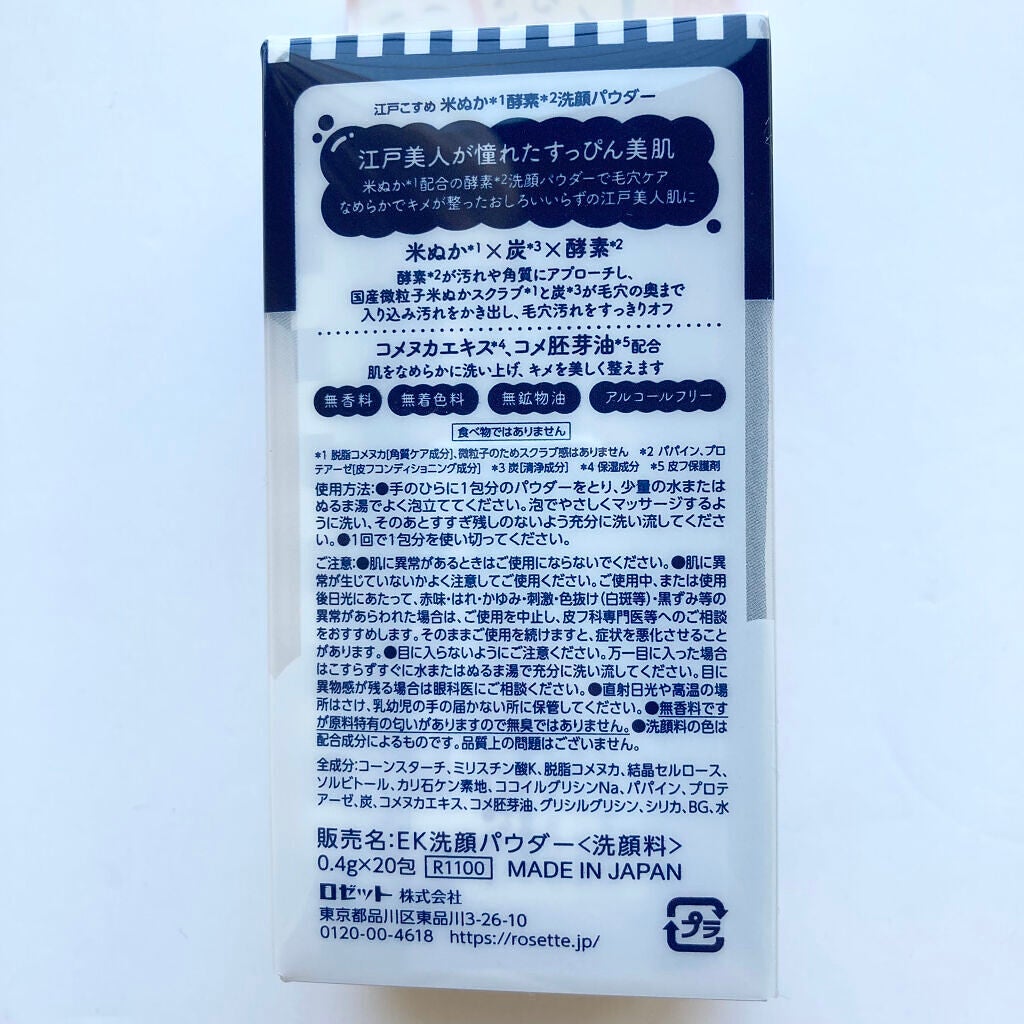 江戸こすめ 米ぬか*1酵素*2洗顔パウダー
江戸美人が憧れたすっぴん美肌
米ぬか*1配合の酵素*2洗顔パウダーで毛穴ケア
なめらかでキメが整ったおしろいいらずの江戸美人肌に
米ぬか*1×炭*3×酵素*2
酵素*2が汚れや角質にアプローチし、
国産微粒子米ぬかスクラブ*1と炭*3が毛穴の奥まで
入り込み汚れをかき出し、毛穴汚れをすっきりオフ
コメヌカエキス*4、コメ胚芽油*5配合
肌をなめらかに洗い上げ、キメを美しく整えます
無香料 無着色料 無鉱物油 アルコールフリー
食べ物ではありません
*1 脱脂コメヌカ[角質ケア成分]、微粒子のためスクラブ感はありません *2 パパイン、プロ
テアーゼ[皮フコンディショニング成分] *3 炭[清浄成分] *4 保湿成分 *5 皮フ保護剤
使用方法:●手のひらに1包分のパウダーをとり、少量の水または
ぬるま湯でよく泡立ててください。泡でやさしくマッサージするよ
うに洗い、そのあとすすぎ残しのないよう充分に洗い流してくださ
い。●1回で1包分を使い切ってください。
ご注意:●肌に異常があるときはご使用にならないでください。●肌に異
常が生じていないかよく注意してご使用ください。ご使用中、または使用
後日光にあたって、赤味・はれ・かゆみ・刺激・色抜け(白斑等)・黒ずみ等の
異常があらわれた場合は、ご使用を中止し、皮フ科専門医等へのご相談
をおすすめします。そのままご使用を続けますと、症状を悪化させること
があります。●目に入らないようにご注意ください。万一目に入った場合
はこすらずすぐに水またはぬるま湯で充分に洗い流してください。目に
異物感が残る場合は眼科医にご相談ください。●直射日光や高温の場
所はさけ、乳幼児の手の届かない所に保管してください。●無香料です
が原料特有の匂いがありますので無臭ではありません。●洗顔料の色は
配合成分によるものです。品質上の問題はございません。
全成分:コーンスターチ、ミリスチン酸K、脱脂コメヌカ、結晶セルロース、
ソルビトール、カリ石ケン素地、ココイルグリシンNa、パパイン、プロテ
アーゼ、炭、コメヌカエキス、コメ胚芽油、グリシルグリシン、シリカ、BG、水
販売名:EK洗顔パウダー<洗顔料>
0.4g×20包 R1100 MADE IN JAPAN
ロゼット 株式会社
東京都品川区東品川3-26-10
0120-00-4618 https://rosette.jp/
プラ